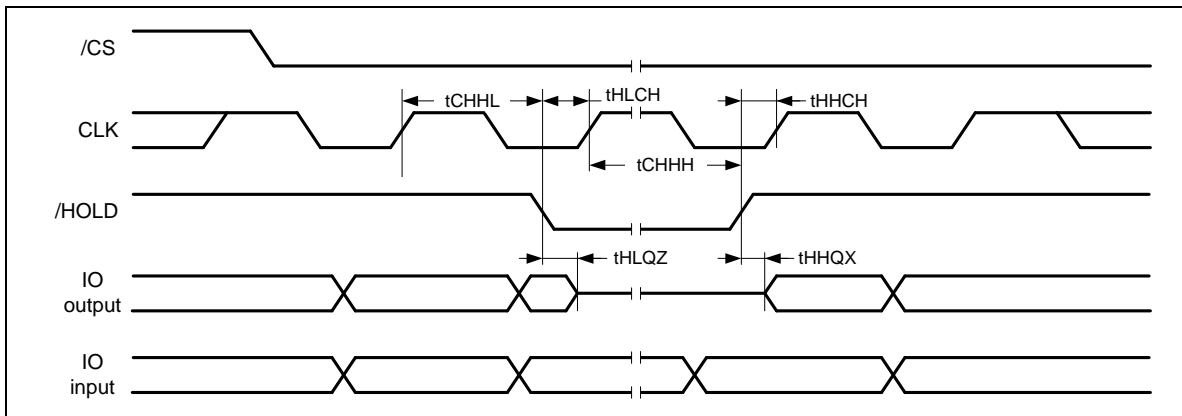 /CS
tCHHL
tHLCH
tHHCH
CLK
tCHHH
/HOLD
tHLQZ
tHHQX
IO
output
IO
input